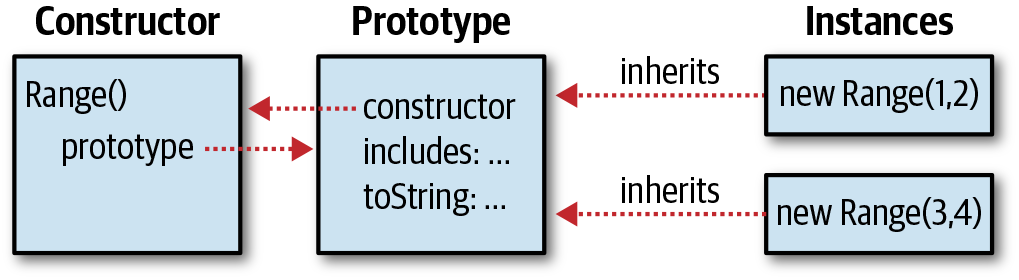 Constructor
Prototype
Instances
Range()
prototype
constructor
includes: ...
toString: ...
inherits
new Range(1,2)
inherits
new Range(3,4)